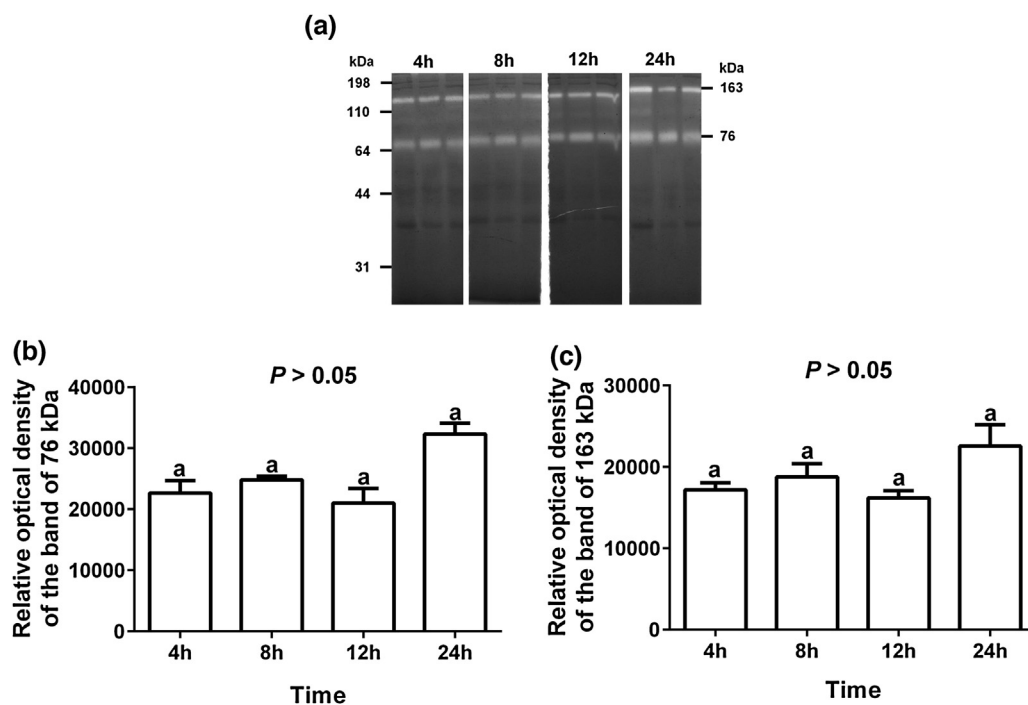 (a)
kDa 4h 8h 12h 24h kDa
198
163
110
76
64
44
31
(b)
P > 0.05
Relative optical density
of the band of 76 kDa
40000
30000
20000
10000
0
a a a a
4h 8h 12h 24h
Time
(c)
P > 0.05
Relative optical density
of the band of 163 kDa
30000
20000
10000
0
a a a a
4h 8h 12h 24h
Time